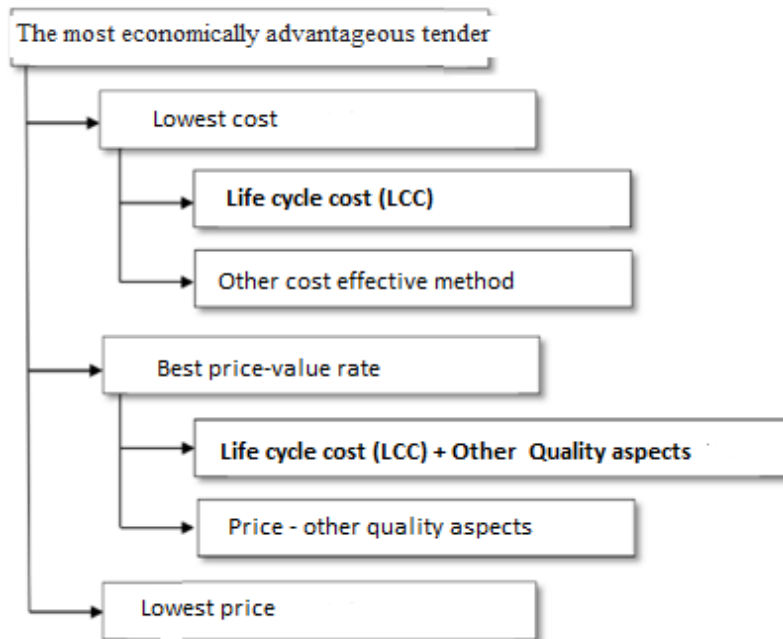 The most economically advantageous tender
Lowest cost
Life cycle cost (LCC)
Other cost effective method
Best price-value rate
Life cycle cost (LCC) + Other Quality aspects
Price - other quality aspects
Lowest price